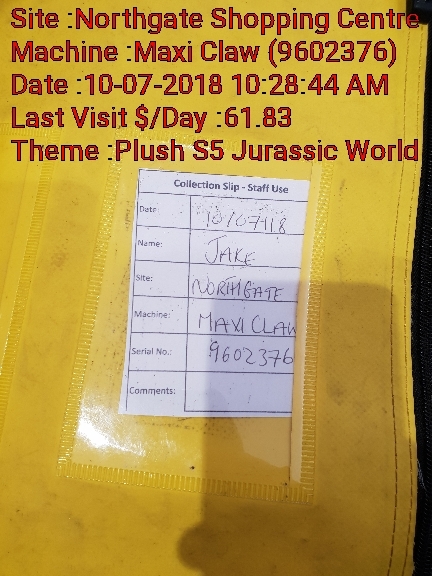 Site :Northgate Shopping Centre
Machine :Maxi Claw (9602376)
Date :10-07-2018 10:28:44 AM
Last Visit $/Day :61.83
Theme :Plush S5 Jurassic World
Collection Slip - Staff Use
Date: 10/07/18
Name: JAKE
Site: NORTHGATE
Machine: MAXI CLAW
Serial No.: 9602376
Comments: